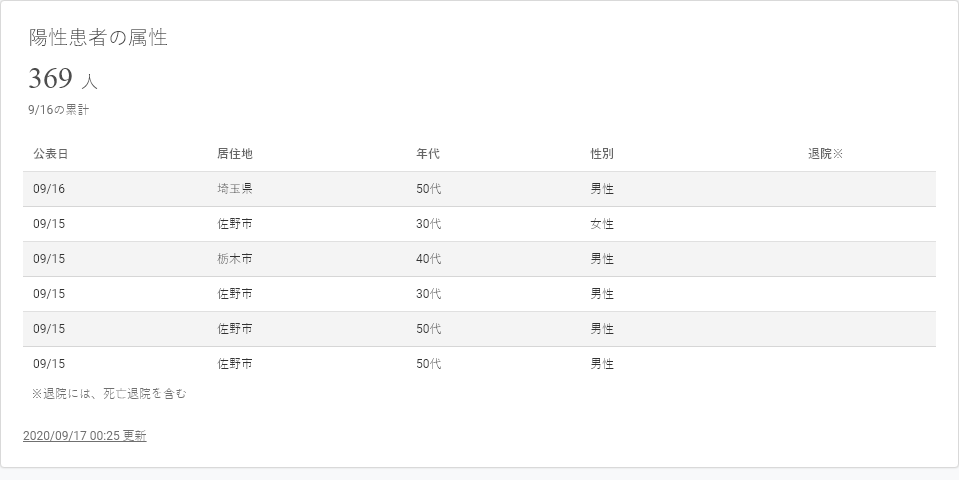 陽性患者の属性
369 人
9/16の累計
公表日 居住地 年代 性別 退院※
09/16 埼玉県 50代 男性
09/15 佐野市 30代 女性
09/15 栃木市 40代 男性
09/15 佐野市 30代 男性
09/15 佐野市 50代 男性
09/15 佐野市 50代 男性
※退院には、死亡退院を含む
2020/09/17 00:25 更新